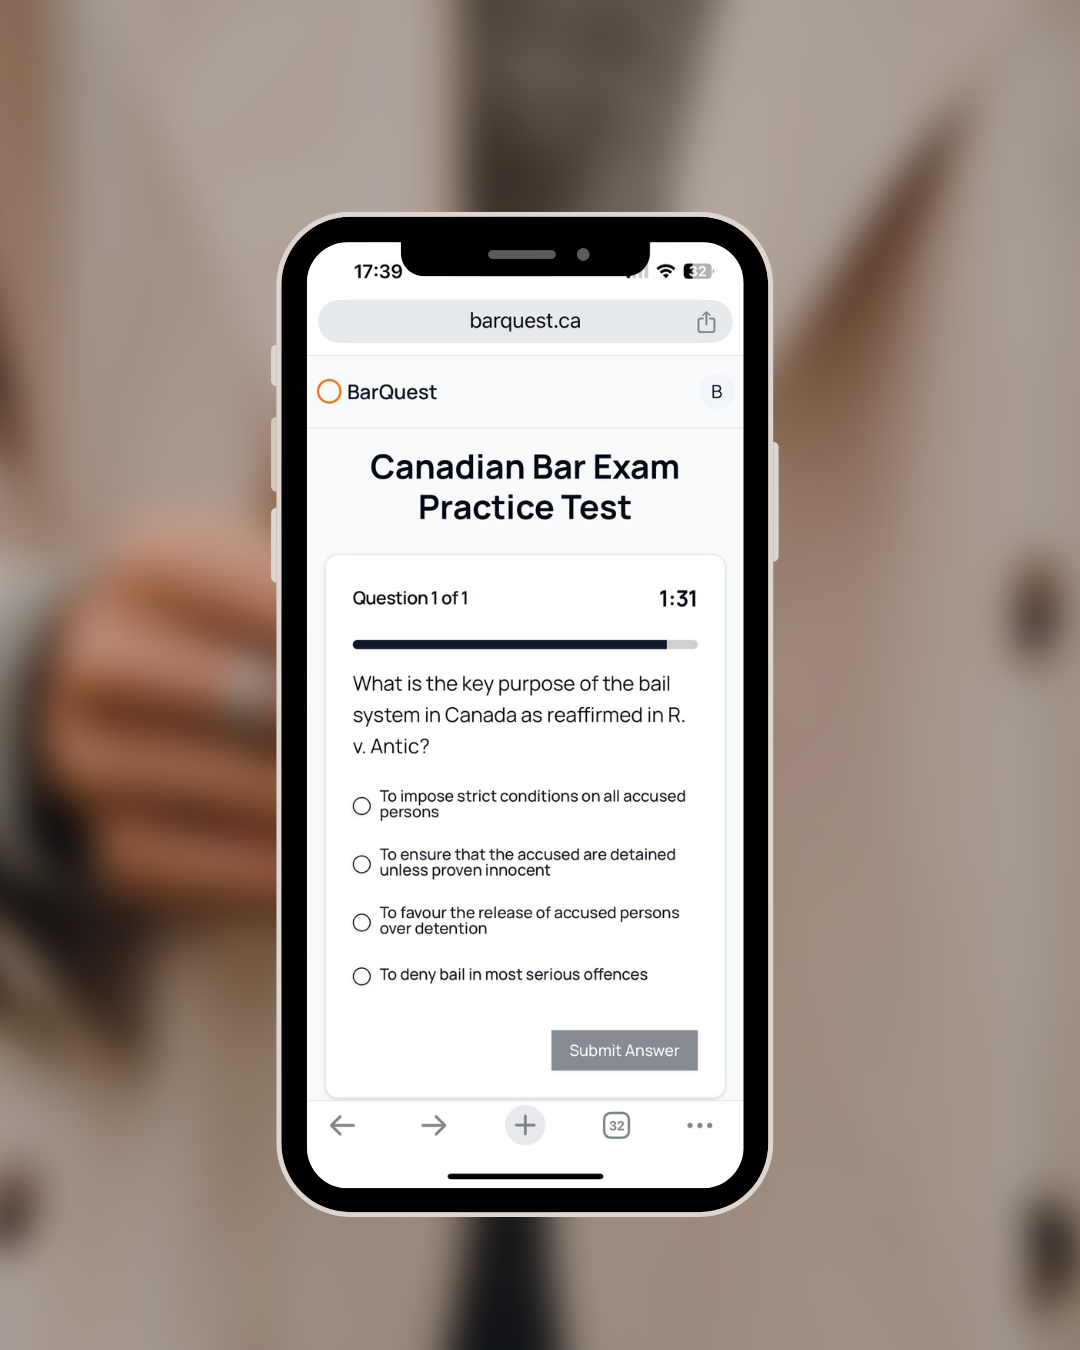 17:39
32
barquest.ca
BarQuest
B
Canadian Bar Exam
Practice Test
Question 1 of 1
1:31
What is the key purpose of the bail
system in Canada as reaffirmed in R.
v. Antic?
To impose strict conditions on all accused
persons
To ensure that the accused are detained
unless proven innocent
To favour the release of accused persons
over detention
To deny bail in most serious offences
Submit Answer
32